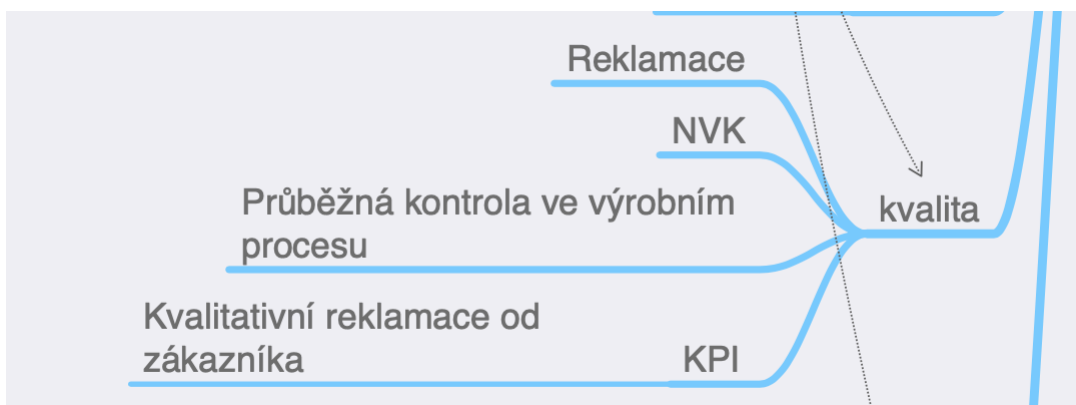 Reklamace
NVK
Průběžná kontrola ve výrobním
procesu
kvalita
Kvalitativní reklamace od
zákazníka
KPI